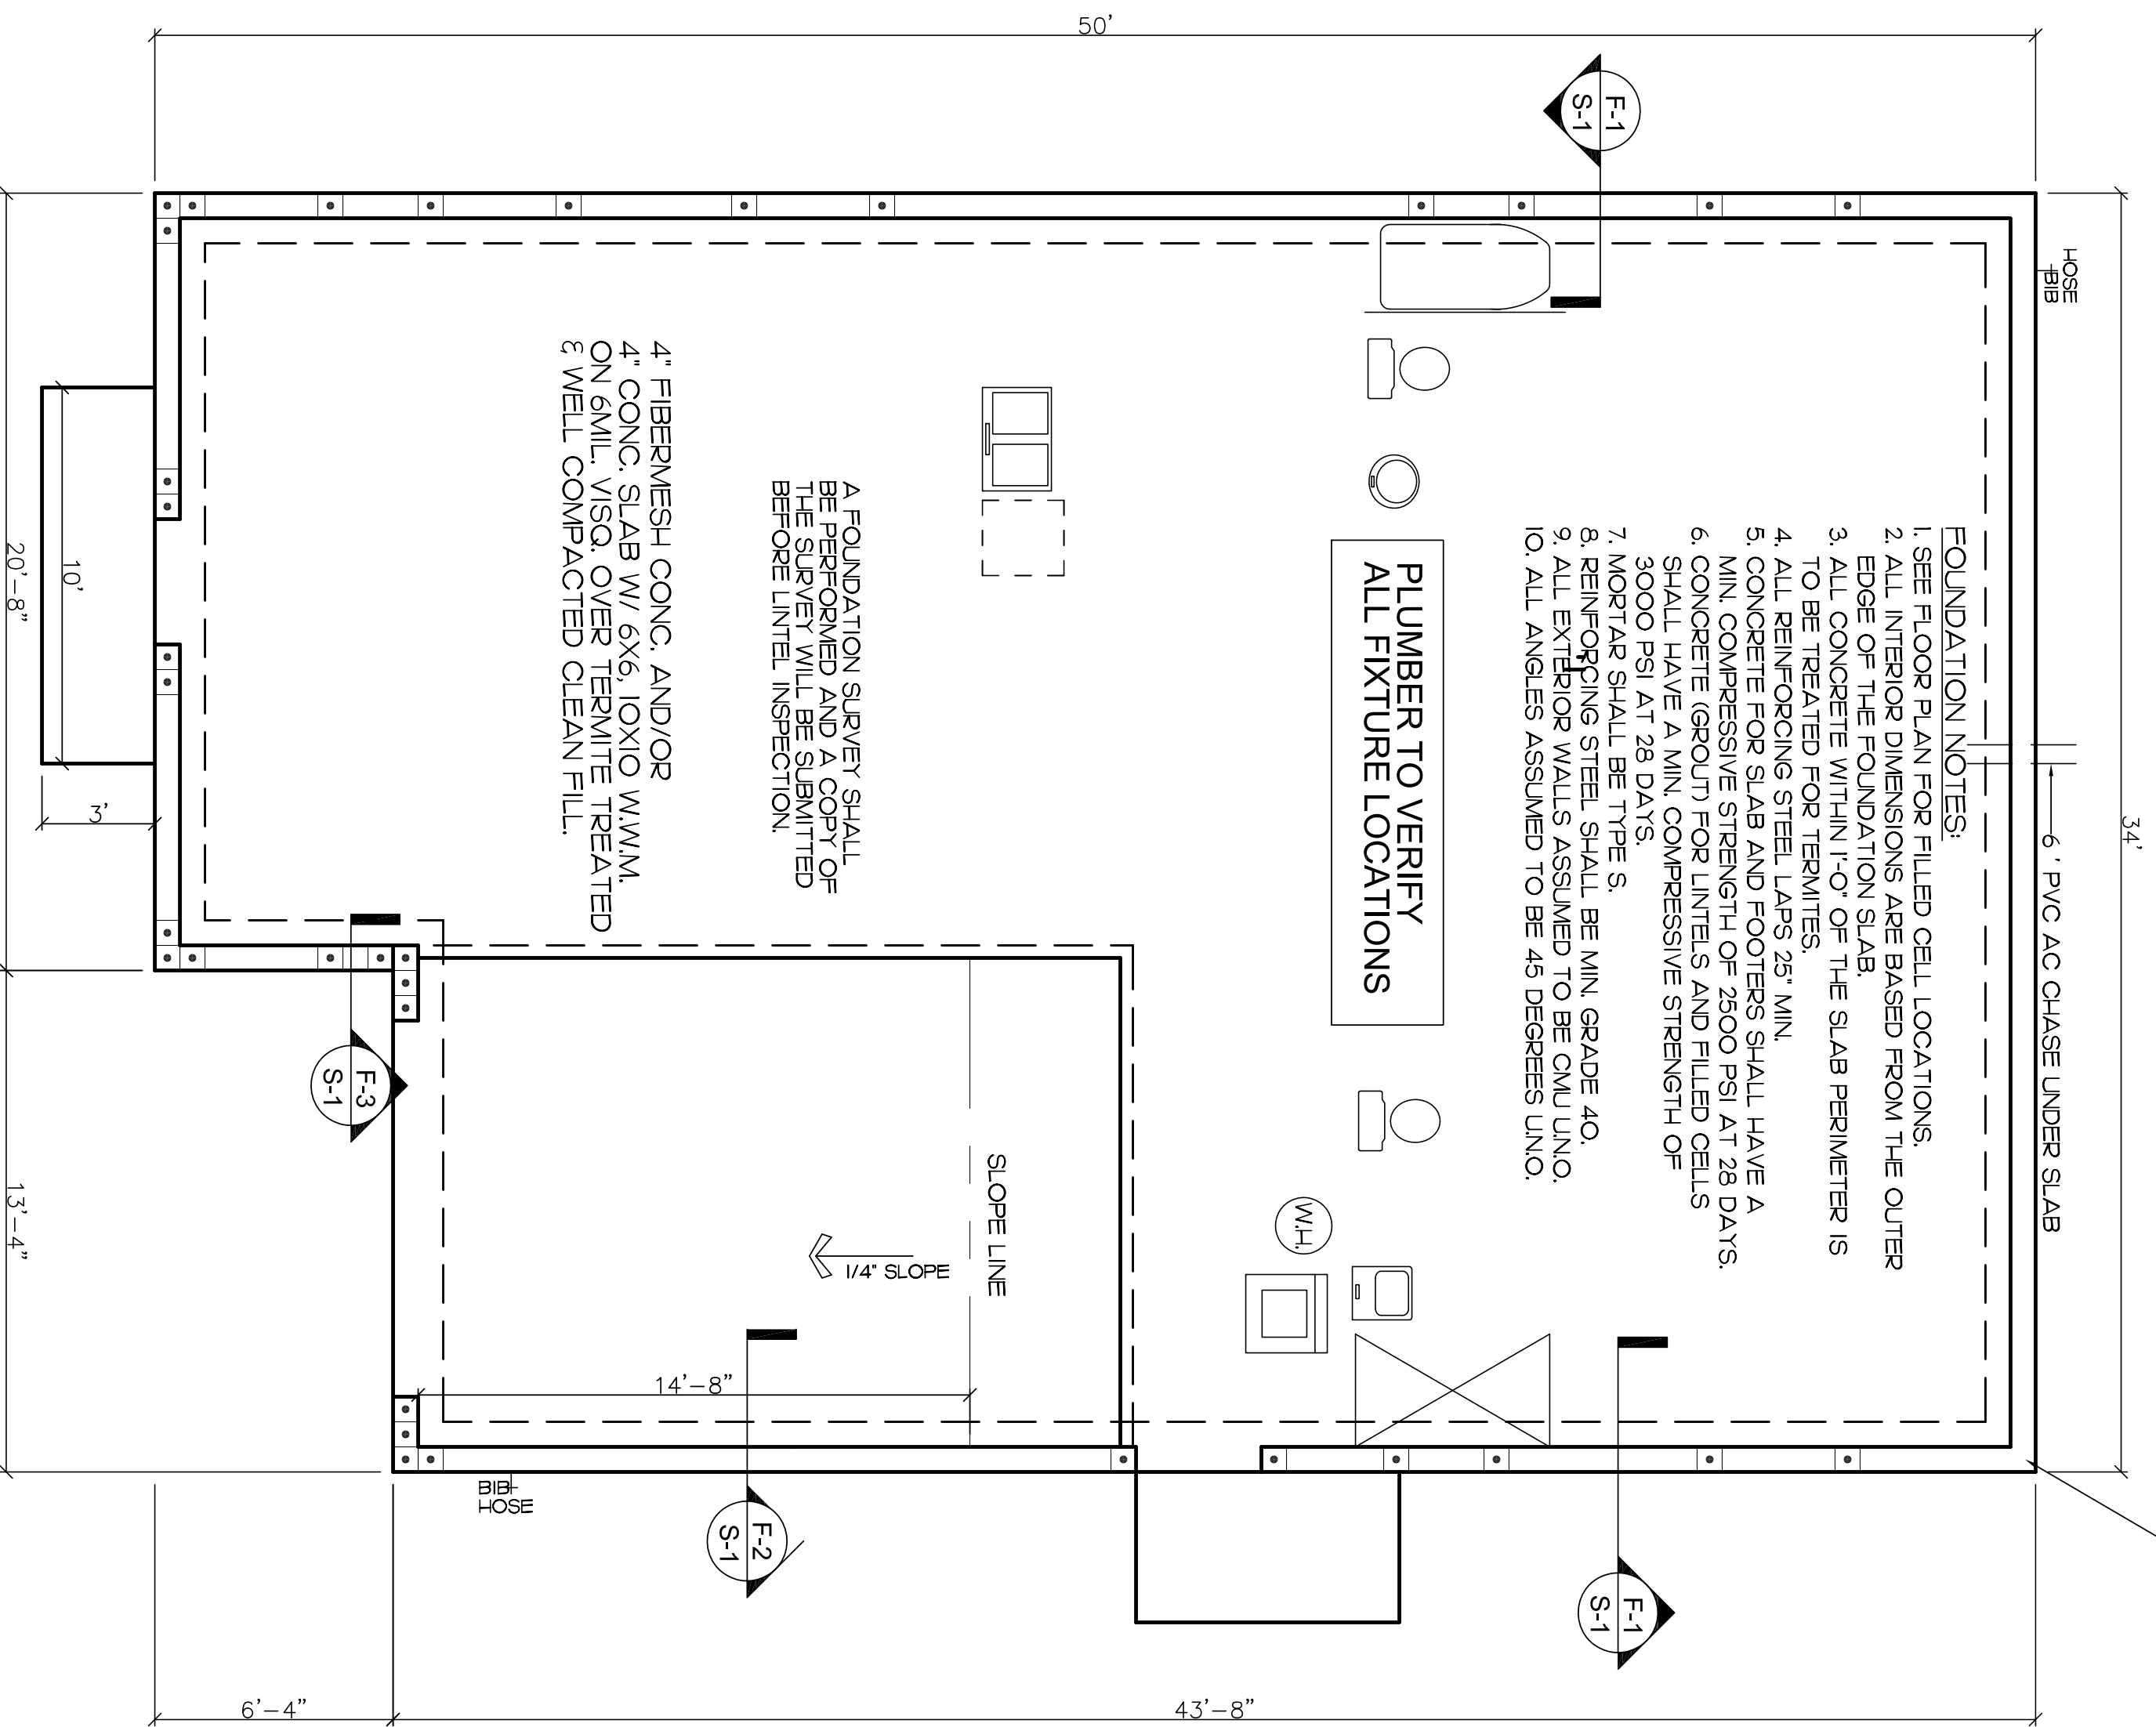 50'
F-1
S-1
HOSE
BIB
34'
6 ' PVC AC CHASE UNDER SLAB
FOUNDATION NOTES:
1. SEE FLOOR PLAN FOR FILLED CELL LOCATIONS.
2. ALL INTERIOR DIMENSIONS ARE BASED FROM THE OUTER
EDGE OF THE FOUNDATION SLAB.
3. ALL CONCRETE WITHIN 1'-0" OF THE SLAB PERIMETER IS
TO BE TREATED FOR TERMITES.
4. ALL REINFORCING STEEL LAPS 25" MIN.
5. CONCRETE FOR SLAB AND FOOTERS SHALL HAVE A
MIN. COMPRESSIVE STRENGTH OF 2500 PSI AT 28 DAYS.
6. CONCRETE (GROUT) FOR LINTELS AND FILLED CELLS
SHALL HAVE A MIN. COMPRESSIVE STRENGTH OF
3000 PSI AT 28 DAYS.
7. MORTAR SHALL BE TYPE S.
8. REINFORCING STEEL SHALL BE MIN. GRADE 40.
9. ALL EXTERIOR WALLS ASSUMED TO BE CMU U.N.O.
10. ALL ANGLES ASSUMED TO BE 45 DEGREES U.N.O.
PLUMBER TO VERIFY
ALL FIXTURE LOCATIONS
A FOUNDATION SURVEY SHALL
BE PERFORMED AND A COPY OF
THE SURVEY WILL BE SUBMITTED
BEFORE LINTEL INSPECTION.
4" FIBERMESH CONC. AND/OR
4" CONC. SLAB W/ 6X6, 10X10 W.W.M.
ON 6MIL. VISQ. OVER TERMITE TREATED
& WELL COMPACTED CLEAN FILL.
W.H.
SLOPE LINE
1/4" SLOPE
14'-8"
10'
3'
20'-8"
13'-4"
F-3
S-1
BIB
HOSE
F-2
S-1
F-1
S-1
6'-4"
43'-8"